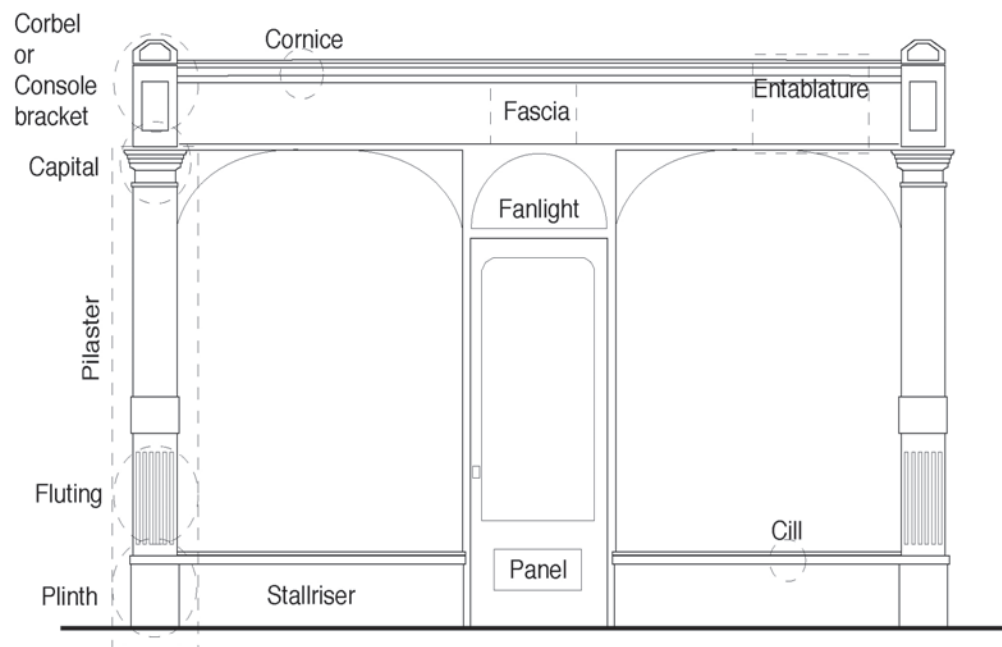 Corbel
or
Console
bracket
Cornice
Entablature
Fascia
Capital
Fanlight
Pilaster
Fluting
Cill
Panel
Plinth
Stallriser